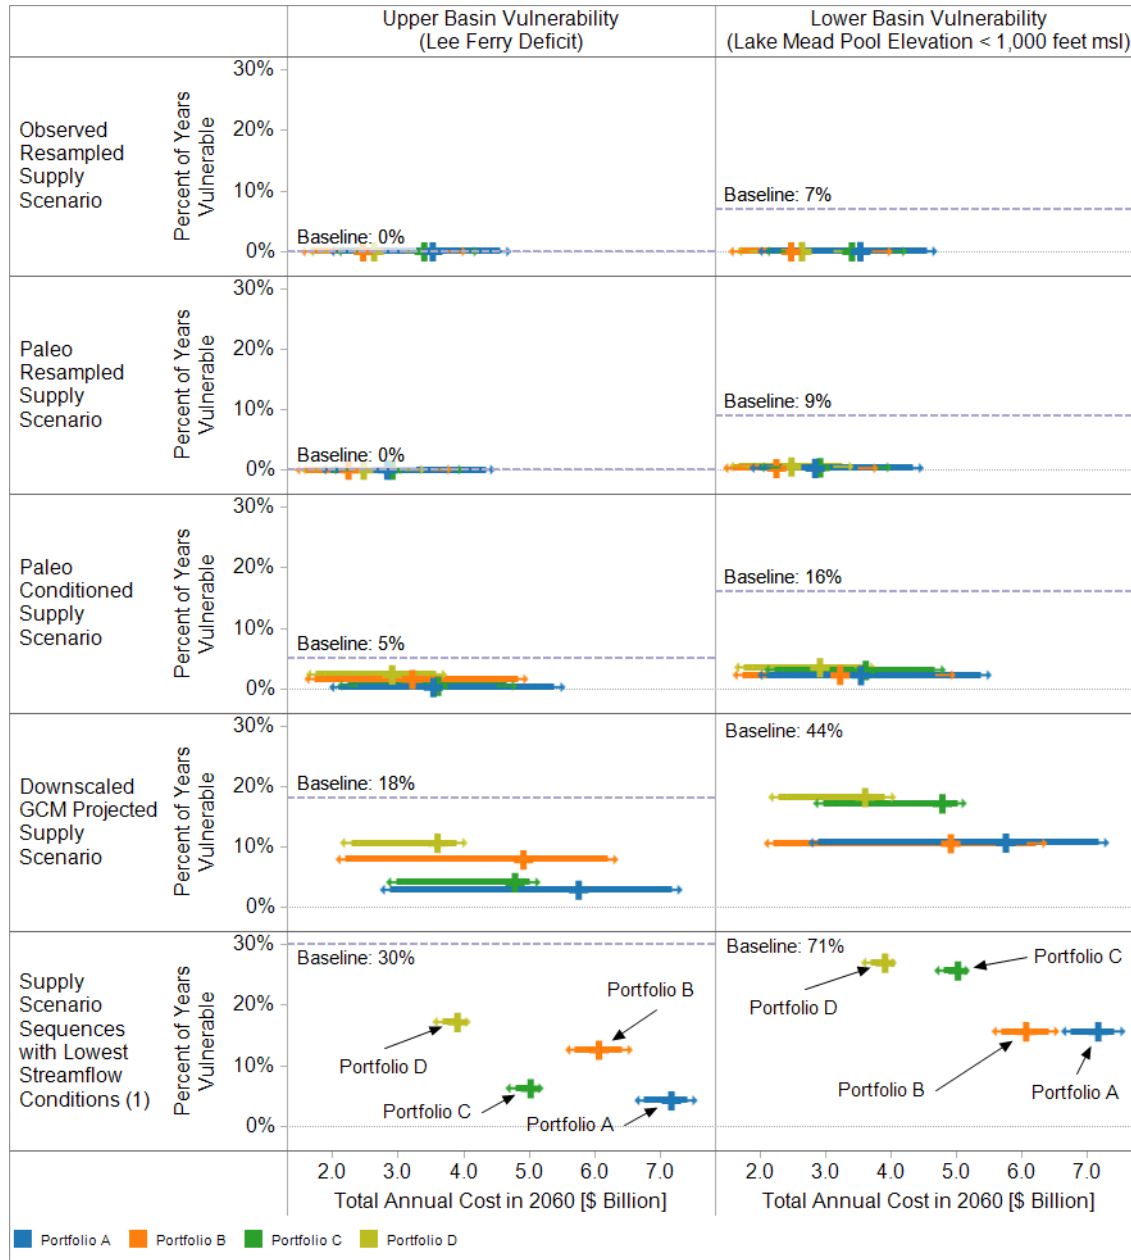 Upper Basin Vulnerability
(Lee Ferry Deficit)
Lower Basin Vulnerability
(Lake Mead Pool Elevation < 1,000 feet msl)
Observed
Resampled
Supply
Scenario
Percent of Years
Vulnerable
30%
20%
10%
0%
Baseline: 0%
Baseline: 7%
Paleo
Resampled
Supply
Scenario
Percent of Years
Vulnerable
30%
20%
10%
0%
Baseline: 0%
Baseline: 9%
Paleo
Conditioned
Supply
Scenario
Percent of Years
Vulnerable
30%
20%
10%
0%
Baseline: 5%
Baseline: 16%
Downscaled
GCM Projected
Supply
Scenario
Percent of Years
Vulnerable
30%
20%
10%
0%
Baseline: 18%
Baseline: 44%
Supply
Scenario
Sequences
with Lowest
Streamflow
Conditions (1)
Percent of Years
Vulnerable
30%
20%
10%
0%
Baseline: 30%
Portfolio B
Portfolio D
Portfolio C
Portfolio A
Baseline: 71%
Portfolio C
Portfolio D
Portfolio B
Portfolio A
2.0 3.0 4.0 5.0 6.0 7.0
Total Annual Cost in 2060 [$ Billion]
2.0 3.0 4.0 5.0 6.0 7.0
Total Annual Cost in 2060 [$ Billion]
Portfolio A Portfolio B Portfolio C Portfolio D